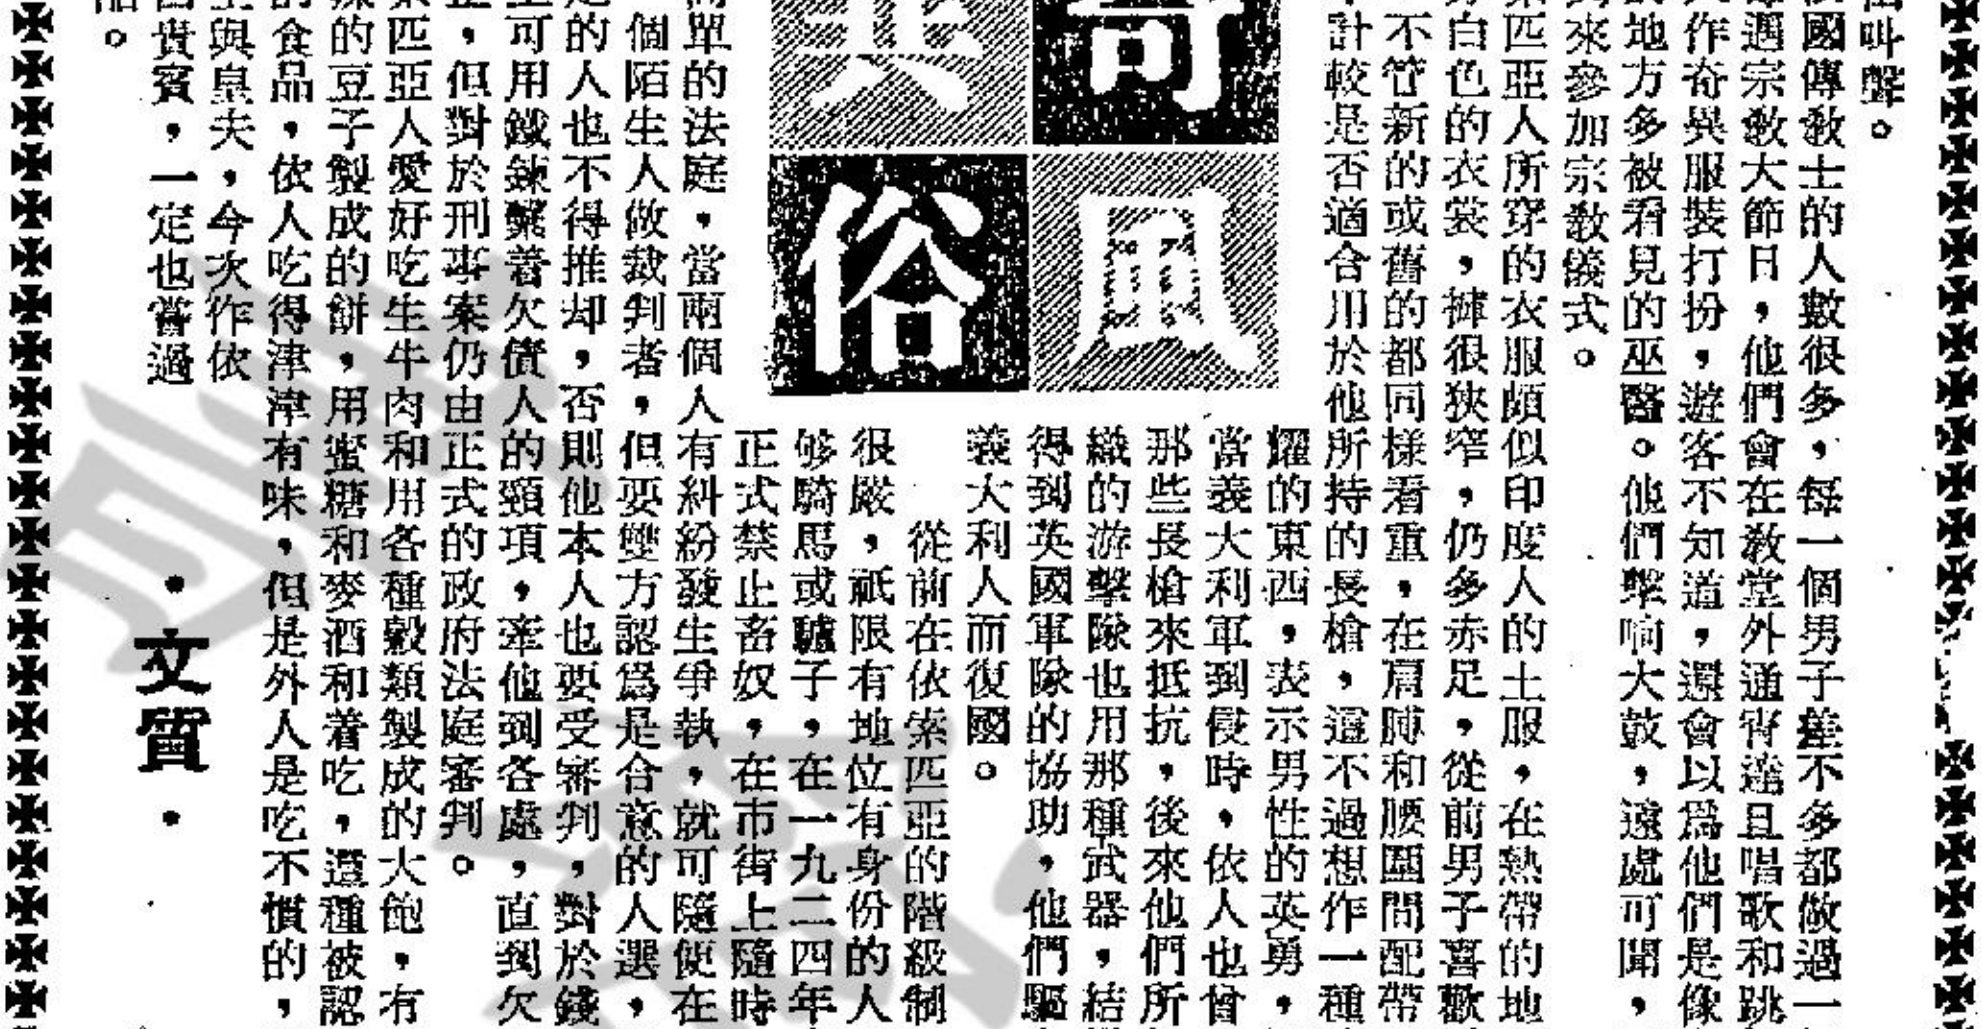 叫聲。
國傳教士的人數很多，每一個男子差不多都做過一
遇宗教大節日，他們會在教堂外通宵達旦唱歌和跳
作奇異服裝打扮，遊客不知道，還會以爲他們是像
地方多被看見的巫醫。他們擊响大鼓，遠處可聞，
來參加宗教儀式。
匹亞人所穿的衣服頗似印度人的土服，在熱帶的地
白色的衣裳，褲很狹窄，仍多赤足，從前男子喜歡
不管新的或舊的都同樣看重，在肩膊和腰圍間配帶
計較是否適合用於他所持的長槍，這不過想作一種
奇風
異俗
耀的東西，表示男性的英勇，
當義大利軍到侵時，依人也曾
那些長槍來抵抗，後來他們所
織的游擊隊也用那種武器，結
得到英國軍隊的協助，他們驅
義大利人而復國。
從前在依索匹亞的階級制
很嚴，祇限有地位有身份的人
够騎馬或驢子，在一九二四年
正式禁止畜奴，在市街上隨時
單的法庭，當兩個人有糾紛發生爭執，就可隨便在
個陌生人做裁判者，但要雙方認爲是合意的人選，
的人也不得推却，否則他本人也要受審判，對於錢
可用鐵鍊繫着欠債人的頸項，牽他到各處，直到欠
，但對於刑事案仍由正式的政府法庭審判。
匹亞人愛好吃生牛肉和用各種穀類製成的大飽，有
的豆子製成的餅，用蜜糖和麥酒和着吃，這種被認
食品，依人吃得津津有味，但是外人是吃不慣的，
與皇夫，今次作依
貴賓，一定也嘗過
。
•文質•